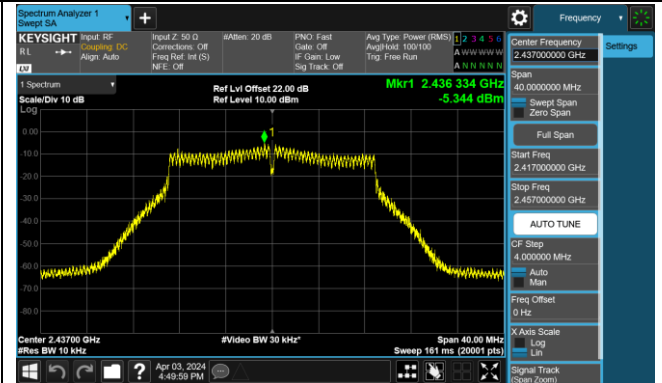 Spectrum Analyzer 1
Swept SA
+
Frequency
KEYSIGHT
RL
Input: RF
Coupling: DC
Align: Auto
Input Z: 50 Ω
Corrections: Off
Freq Ref: Int (S)
NFE: Off
#Atten: 20 dB
PNO: Fast
Gate: Off
IF Gain: Low
Sig Track: Off
Avg Type: Power (RMS)
Avg|Hold: 100/100
Trig: Free Run
1 2 3 4 5 6
A W W W W W
A N N N N N
1 Spectrum
Scale/Div 10 dB
Ref Lvl Offset 22.00 dB
Ref Level 10.00 dBm
Mkr1 2.436 334 GHz
-5.344 dBm
Log
1
0.00
-10.0
-20.0
-30.0
-40.0
-50.0
-60.0
-70.0
-80.0
Center 2.43700 GHz
#Res BW 10 kHz
#Video BW 30 kHz*
Span 40.00 MHz
Sweep 161 ms (20001 pts)
Center Frequency
2.437000000 GHz
Settings
Span
40.0000000 MHz
Swept Span
Zero Span
Full Span
Start Freq
2.417000000 GHz
Stop Freq
2.457000000 GHz
AUTO TUNE
CF Step
4.000000 MHz
Auto
Man
Freq Offset
0 Hz
X Axis Scale
Log
Lin
Signal Track
(Span Zoom)
?
Apr 03, 2024
4:49:59 PM